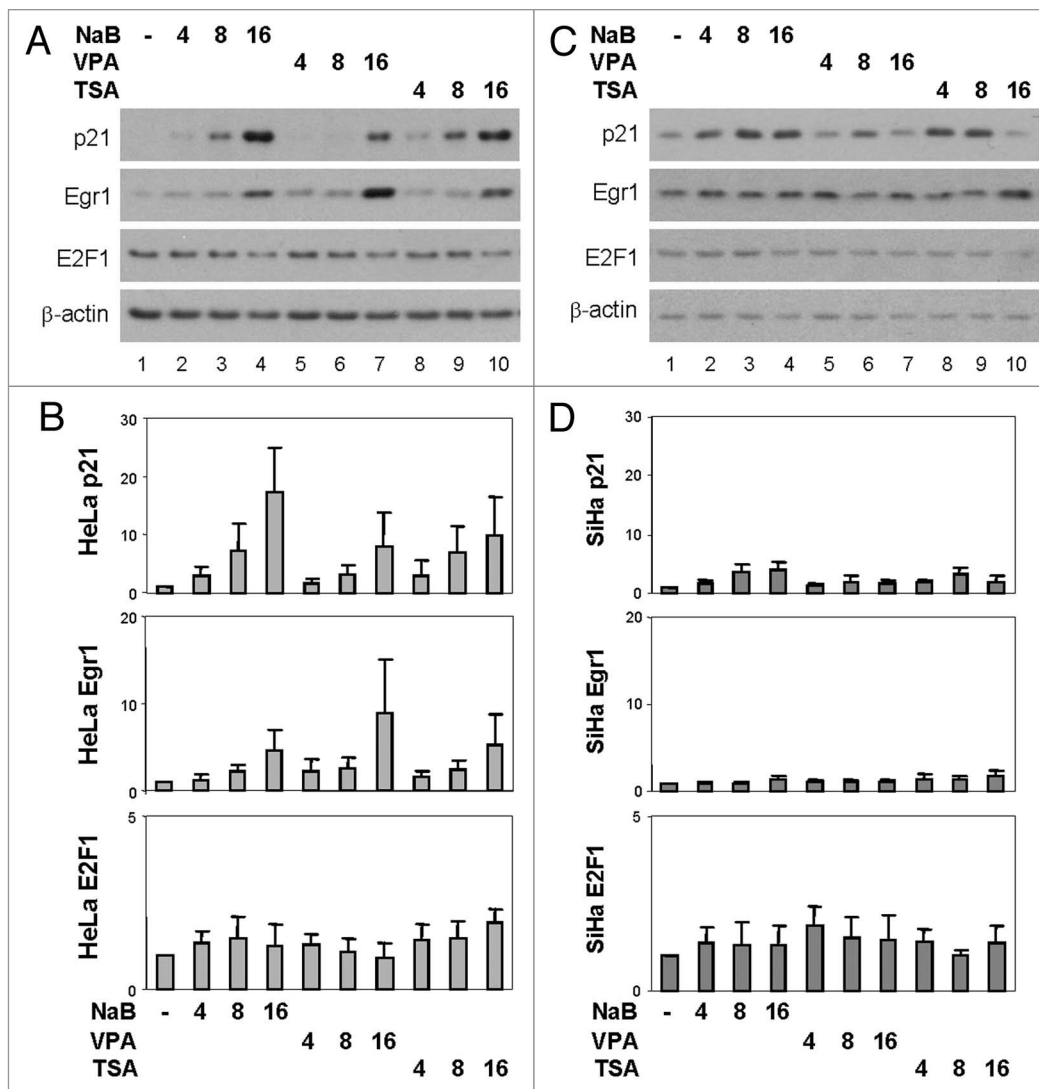 A
NaB - 4 8 16
VPA 4 8 16
TSA 4 8 16
p21
Egr1
E2F1
β-actin
1 2 3 4 5 6 7 8 9 10
C
NaB - 4 8 16
VPA 4 8 16
TSA 4 8 16
p21
Egr1
E2F1
β-actin
1 2 3 4 5 6 7 8 9 10
B
HeLa p21
30
20
10
0
HeLa Egr1
20
10
0
HeLa E2F1
5
0
NaB - 4 8 16
VPA 4 8 16
TSA 4 8 16
D
SiHa p21
30
20
10
0
SiHa Egr1
20
10
0
SiHa E2F1
5
0
NaB - 4 8 16
VPA 4 8 16
TSA 4 8 16